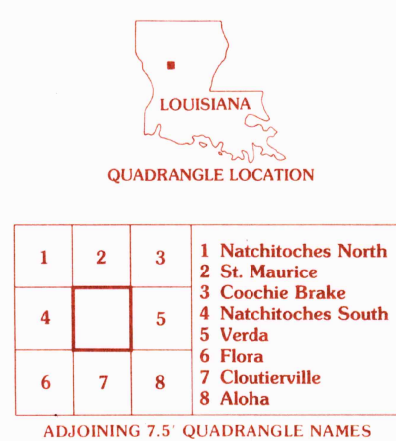 LOUISIANA
QUADRANGLE LOCATION
1 2 3
4 5
6 7 8
1 Natchitoches North
2 St. Maurice
3 Coochie Brake
4 Natchitoches South
5 Verda
6 Flora
7 Cloutierville
8 Aloha
ADJOINING 7.5′ QUADRANGLE NAMES